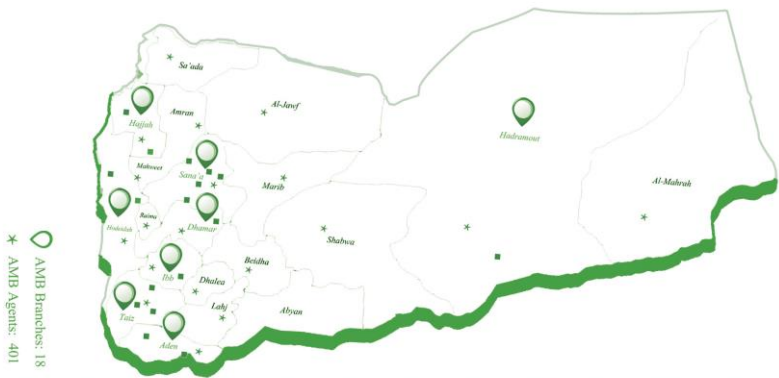 Sa'ada
Al-Jawf
Amran
Hajjah
Hadramout
Mahweet
Sana'a
Marib
Al-Mahrah
Hodeidah
Raima
Dhamar
Shabwa
Beidha
Ibb
Dhalea
Lahj
Abyan
Taiz
Aden
AMB Branches: 18
AMB Agents: 401